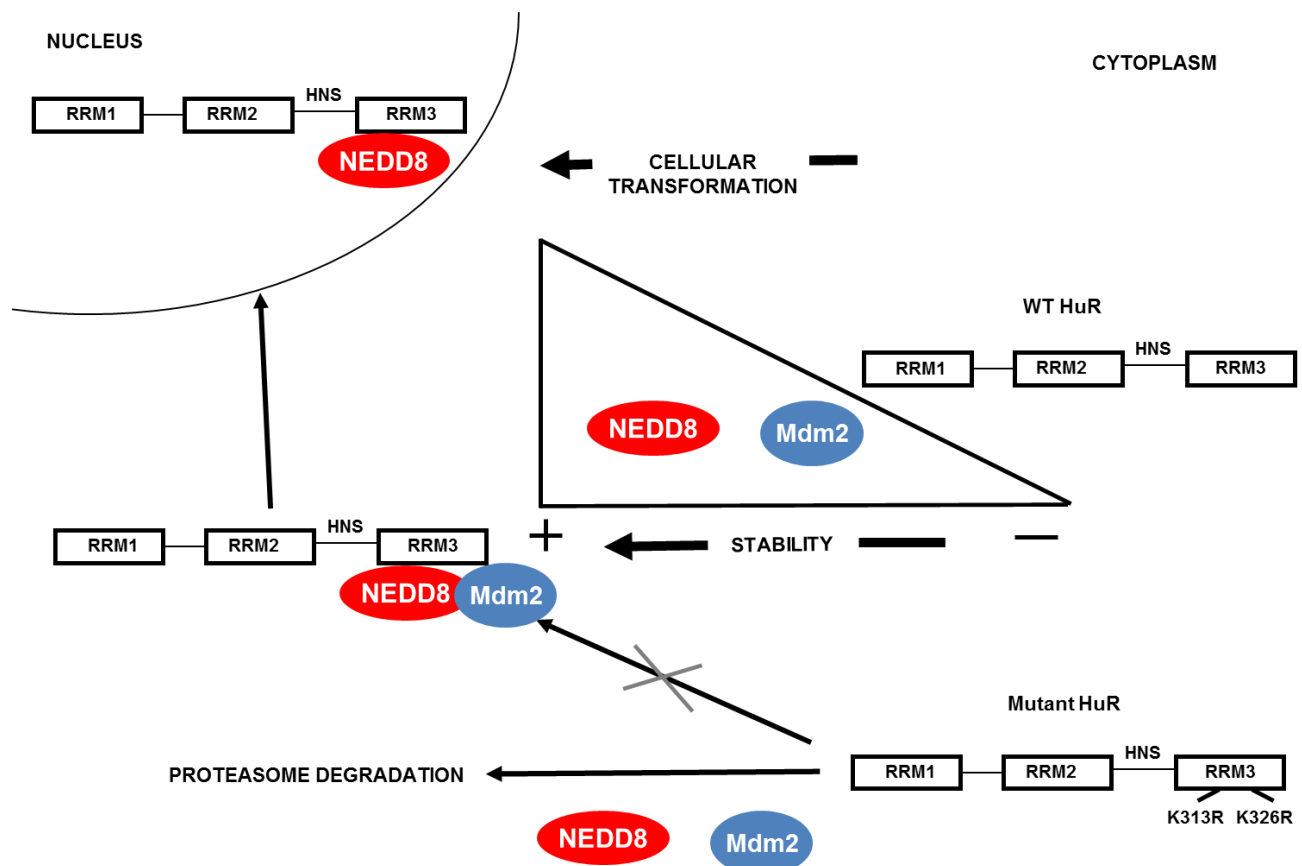 NUCLEUS
CYTOPLASM
HNS
RRM1 RRM2 RRM3
NEDD8
CELLULAR
TRANSFORMATION
WT HuR
HNS
RRM1 RRM2 RRM3
NEDD8 Mdm2
HNS
RRM1 RRM2 RRM3
+ STABILITY —
NEDD8 Mdm2
Mutant HuR
HNS
RRM1 RRM2 RRM3
PROTEASOME DEGRADATION
K313R K326R
NEDD8 Mdm2